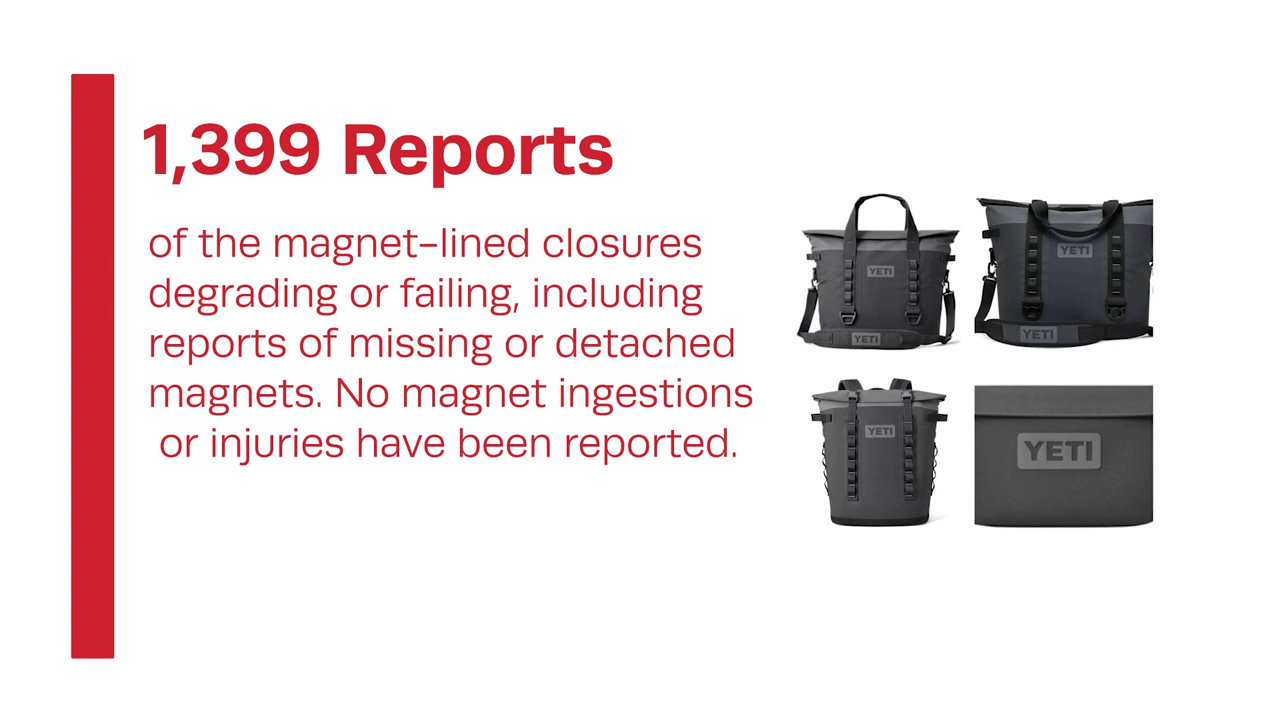 1,399 Reports
of the magnet–lined closures
degrading or failing, including
reports of missing or detached
magnets. No magnet ingestions
or injuries have been reported.
YETI
YETI
YETI
YETI
YETI
YETI